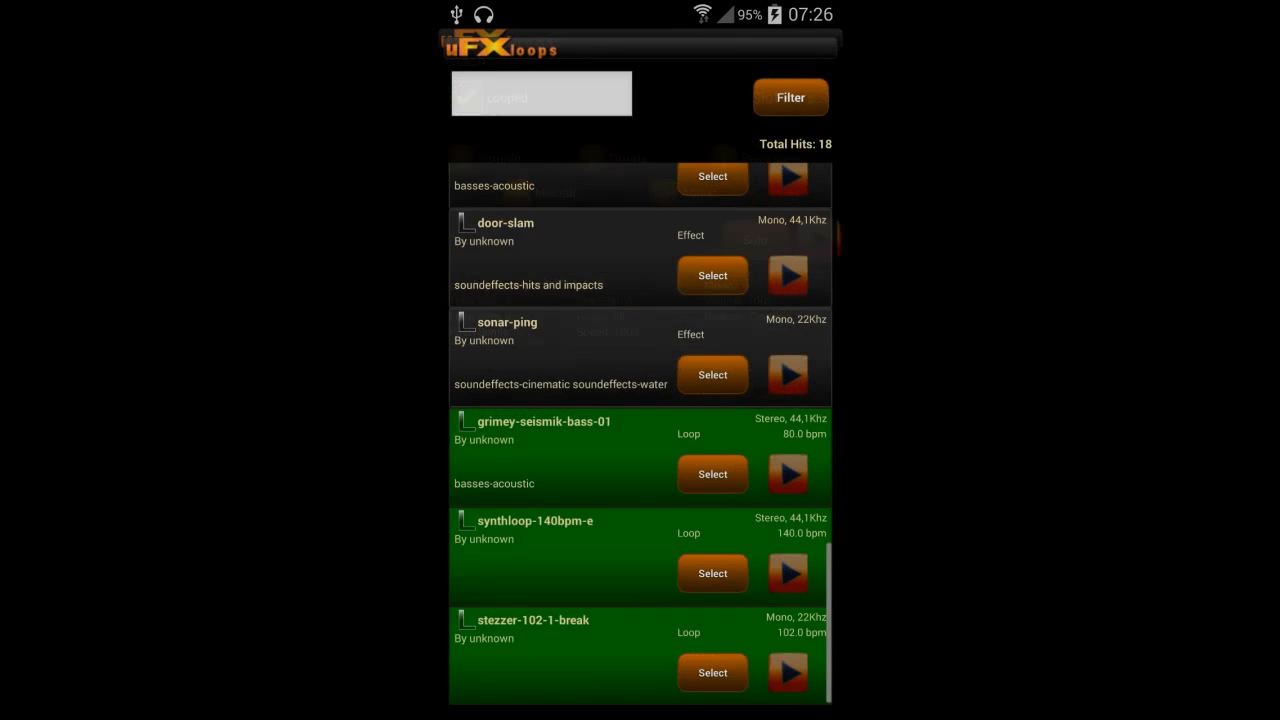 95% 07:26
uFXloops
Looped
Filter
Total Hits: 18
Select
basses-acoustic
door-slam
Mono, 44,1Khz
By unknown
Effect
Solo
Select
soundeffects-hits and impacts
sonar-ping
Mono, 22Khz
By unknown
Effect
Select
soundeffects-cinematic soundeffects-water
grimey-seismik-bass-01
Stereo, 44,1Khz
By unknown
Loop
80.0 bpm
Select
basses-acoustic
synthloop-140bpm-e
Stereo, 44,1Khz
By unknown
Loop
140.0 bpm
Select
stezzer-102-1-break
Mono, 22Khz
By unknown
Loop
102.0 bpm
Select